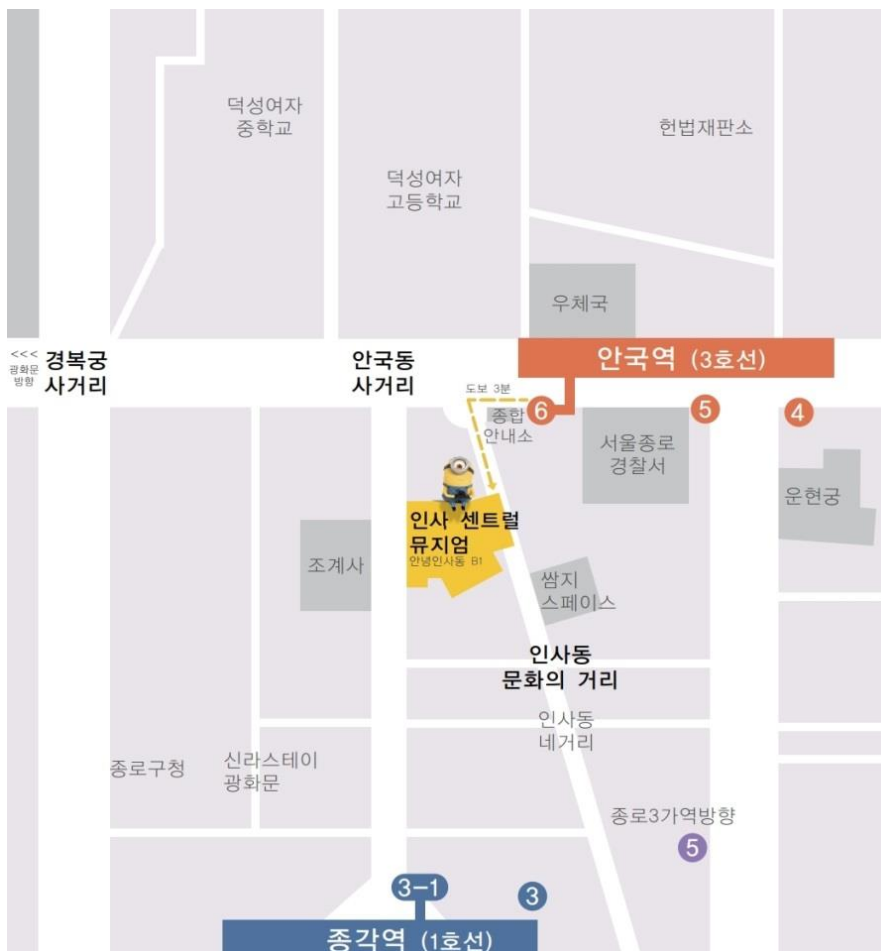 덕성여자
중학교
헌법재판소
덕성여자
고등학교
우체국
<<<
광화문
방향
경복궁
사거리
안국동
사거리
안국역 (3호선)
도보 3분
6
5
4
종합
안내소
서울종로
경찰서
운현궁
인사 센트럴
뮤지엄
안녕인사동 B1
조계사
쌈지
스페이스
인사동
문화의 거리
인사동
네거리
종로구청
신라스테이
광화문
종로3가역방향
5
3-1
3
종각역 (1호선)